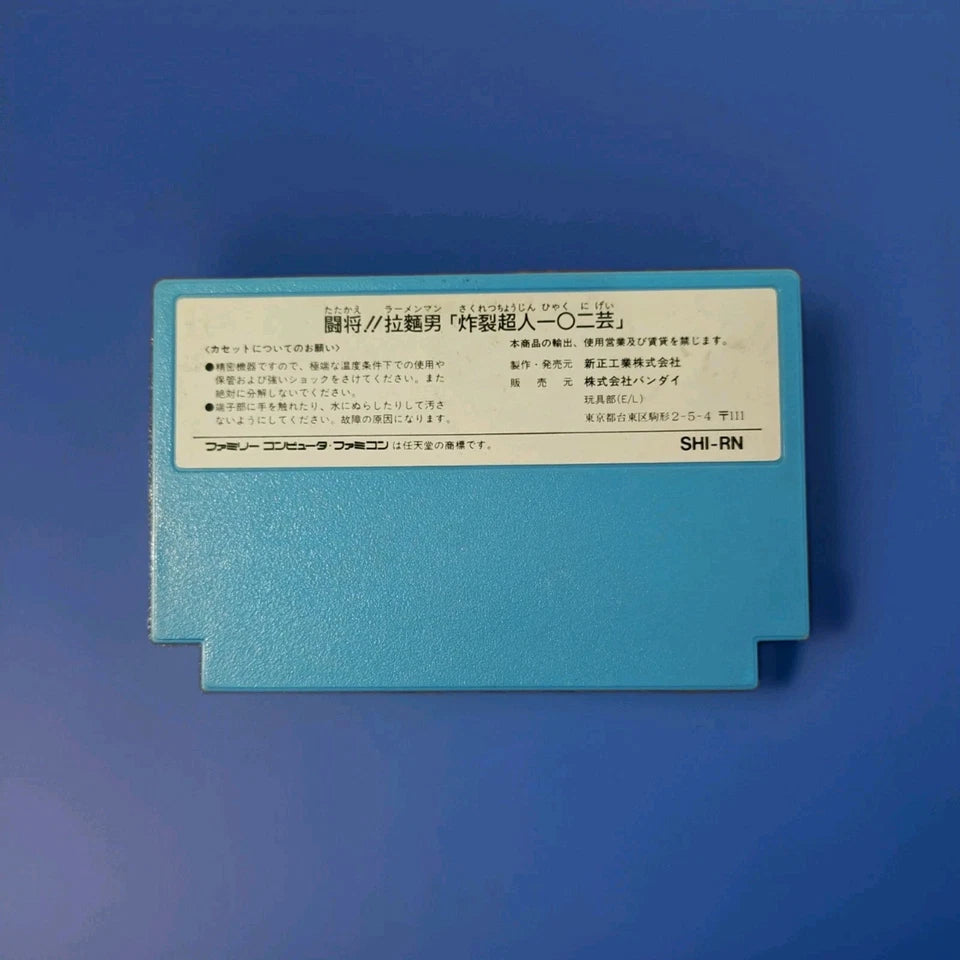 たたかえ ラーメンマン さくれつちょうじん ひゃく に げい
闘将!!拉麵男「炸裂超人一〇二芸」
〈カセットについてのお願い〉
●精密機器ですので、極端な温度条件下での使用や
保管および強いショックをさけてください。また
絶対に分解しないでください。
●端子部に手を触れたり、水にぬらしたりして汚さ
ないようにしてください。故障の原因になります。
本商品の輸出、使用営業及び賃貸を禁じます。
製作・発売元 新正工業株式会社
販売元 株式会社バンダイ
玩具部(E/L)
東京都台東区駒形2-5-4 〒111
ファミリーコンピュータ・ファミコンは任天堂の商標です。
SHI-RN